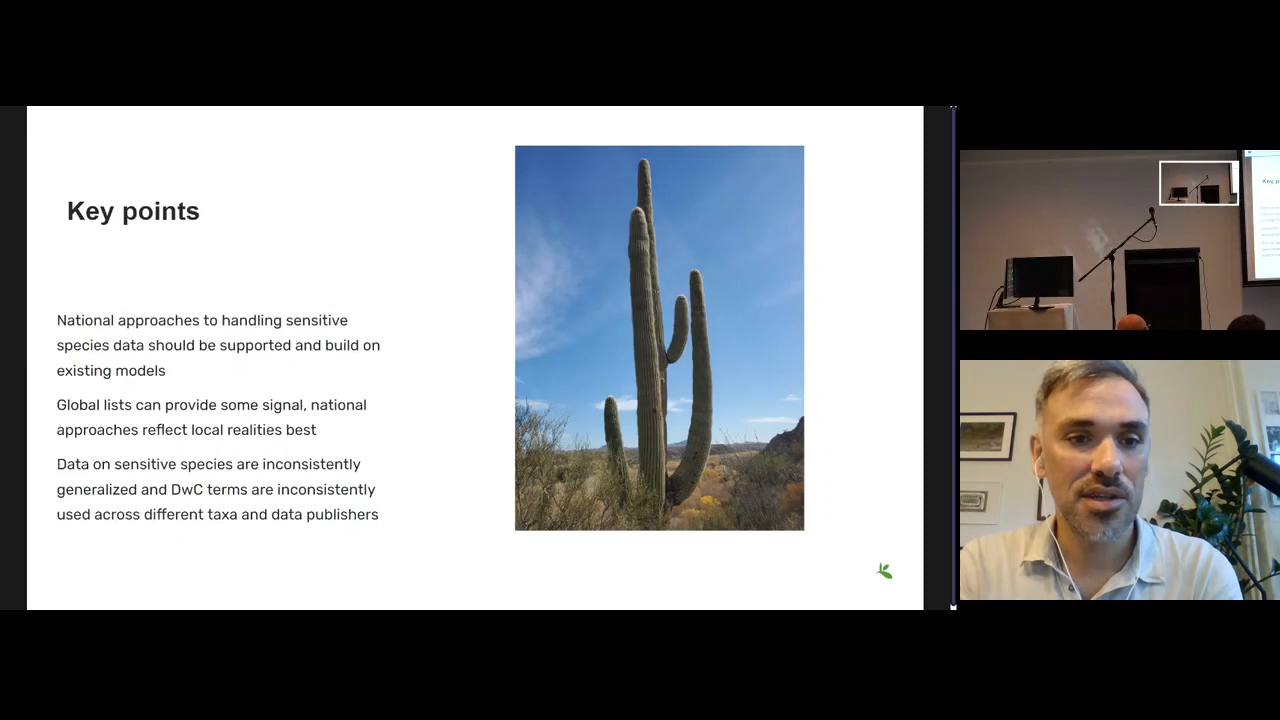 Key points
National approaches to handling sensitive
species data should be supported and build on
existing models
Global lists can provide some signal, national
approaches reflect local realities best
Data on sensitive species are inconsistently
generalized and DwC terms are inconsistently
used across different taxa and data publishers
Key p